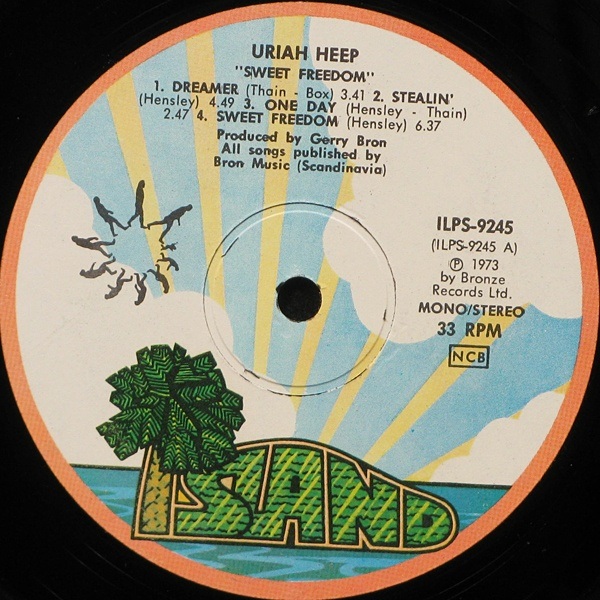 URIAH HEEP
"SWEET FREEDOM"
1. DREAMER (Thain - Box) 3.41 2. STEALIN'
(Hensley) 4.49 3. ONE DAY (Hensley - Thain)
2.47 4. SWEET FREEDOM (Hensley) 6.37
Produced by Gerry Bron
All songs published by
Bron Music (Scandinavia)
ILPS-9245
(ILPS-9245 A)
℗ 1973
by Bronze
Records Ltd.
MONO/STEREO
33 RPM
NCB
ISLAND